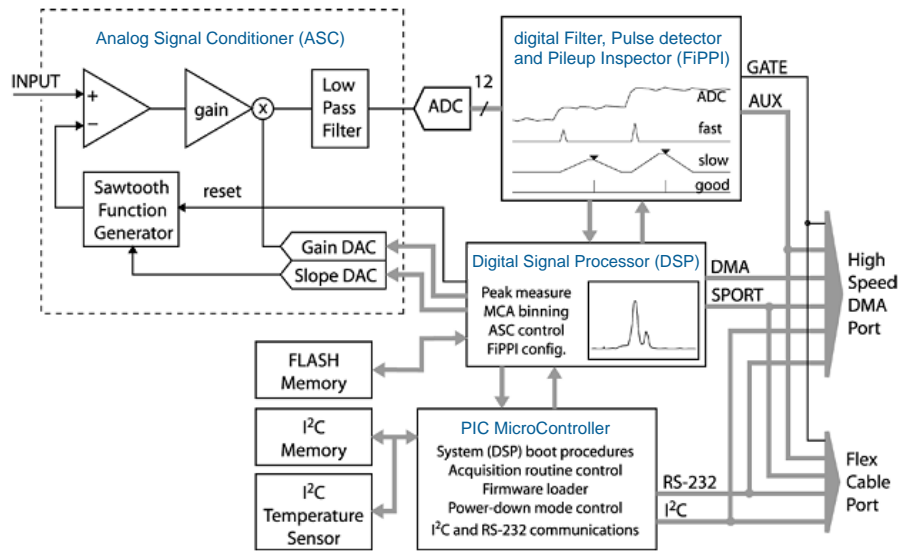 Analog Signal Conditioner (ASC)
INPUT
+
−
gain
x
Low
Pass
Filter
ADC
12
digital Filter, Pulse detector
and Pileup Inspector (FiPPI)
ADC
fast
slow
good
GATE
AUX
Sawtooth
Function
Generator
reset
Gain DAC
Slope DAC
Digital Signal Processor (DSP)
Peak measure
MCA binning
ASC control
FiPPI config.
DMA
SPORT
High
Speed
DMA
Port
FLASH
Memory
I²C
Memory
I²C
Temperature
Sensor
PIC MicroController
System (DSP) boot procedures
Acquisition routine control
Firmware loader
Power-down mode control
I²C and RS-232 communications
RS-232
I²C
Flex
Cable
Port